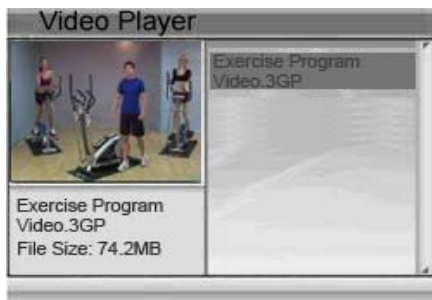 Video Player
Exercise Program
Video.3GP
Exercise Program
Video.3GP
File Size: 74.2MB